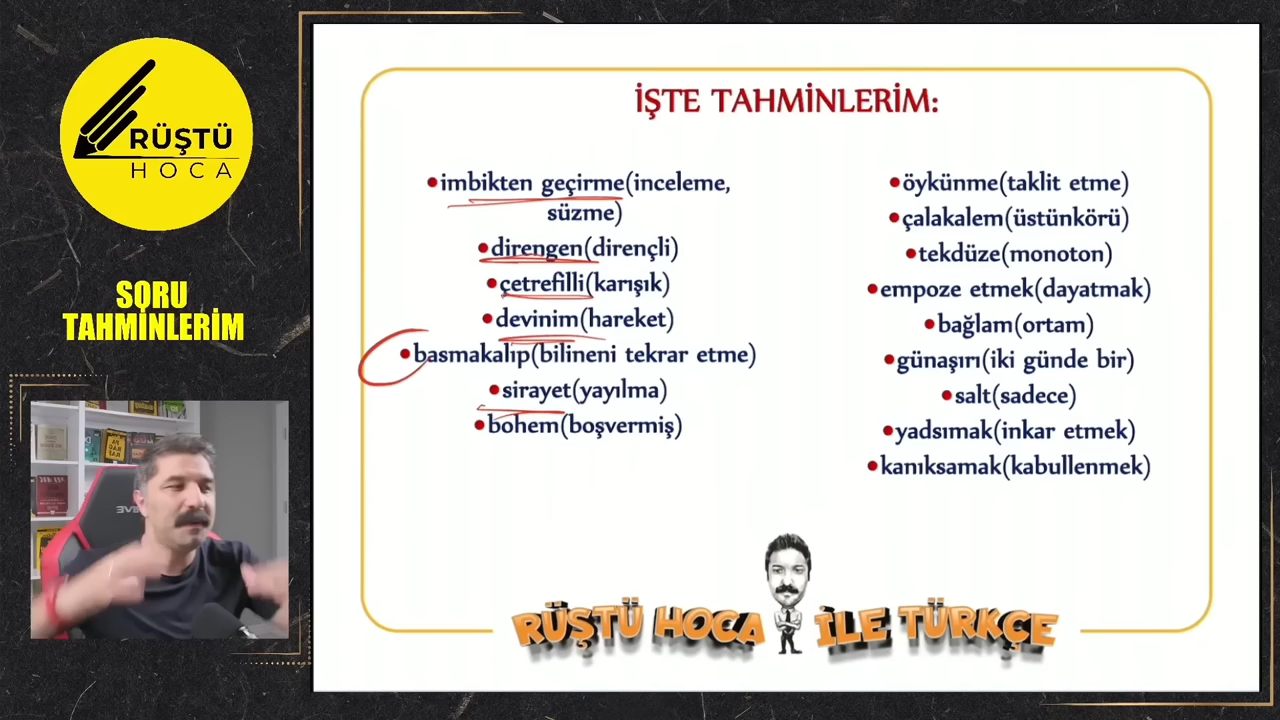 RÜŞTÜ
HOCA
SORU
TAHMİNLERİM
İŞTE TAHMİNLERİM:
•imbikten geçirme(inceleme,
süzme)
•direngen(dirençli)
•çetrefilli(karışık)
•devinim(hareket)
•basmakalıp(bilineni tekrar etme)
•sirayet(yayılma)
•bohem(boşvermiş)
•öykünme(taklit etme)
•çalakalem(üstünkörü)
•tekdüze(monoton)
•empoze etmek(dayatmak)
•bağlam(ortam)
•günaşırı(iki günde bir)
•salt(sadece)
•yadsımak(inkar etmek)
•kanıksamak(kabullenmek)
RÜŞTÜ HOCA İLE TÜRKÇE